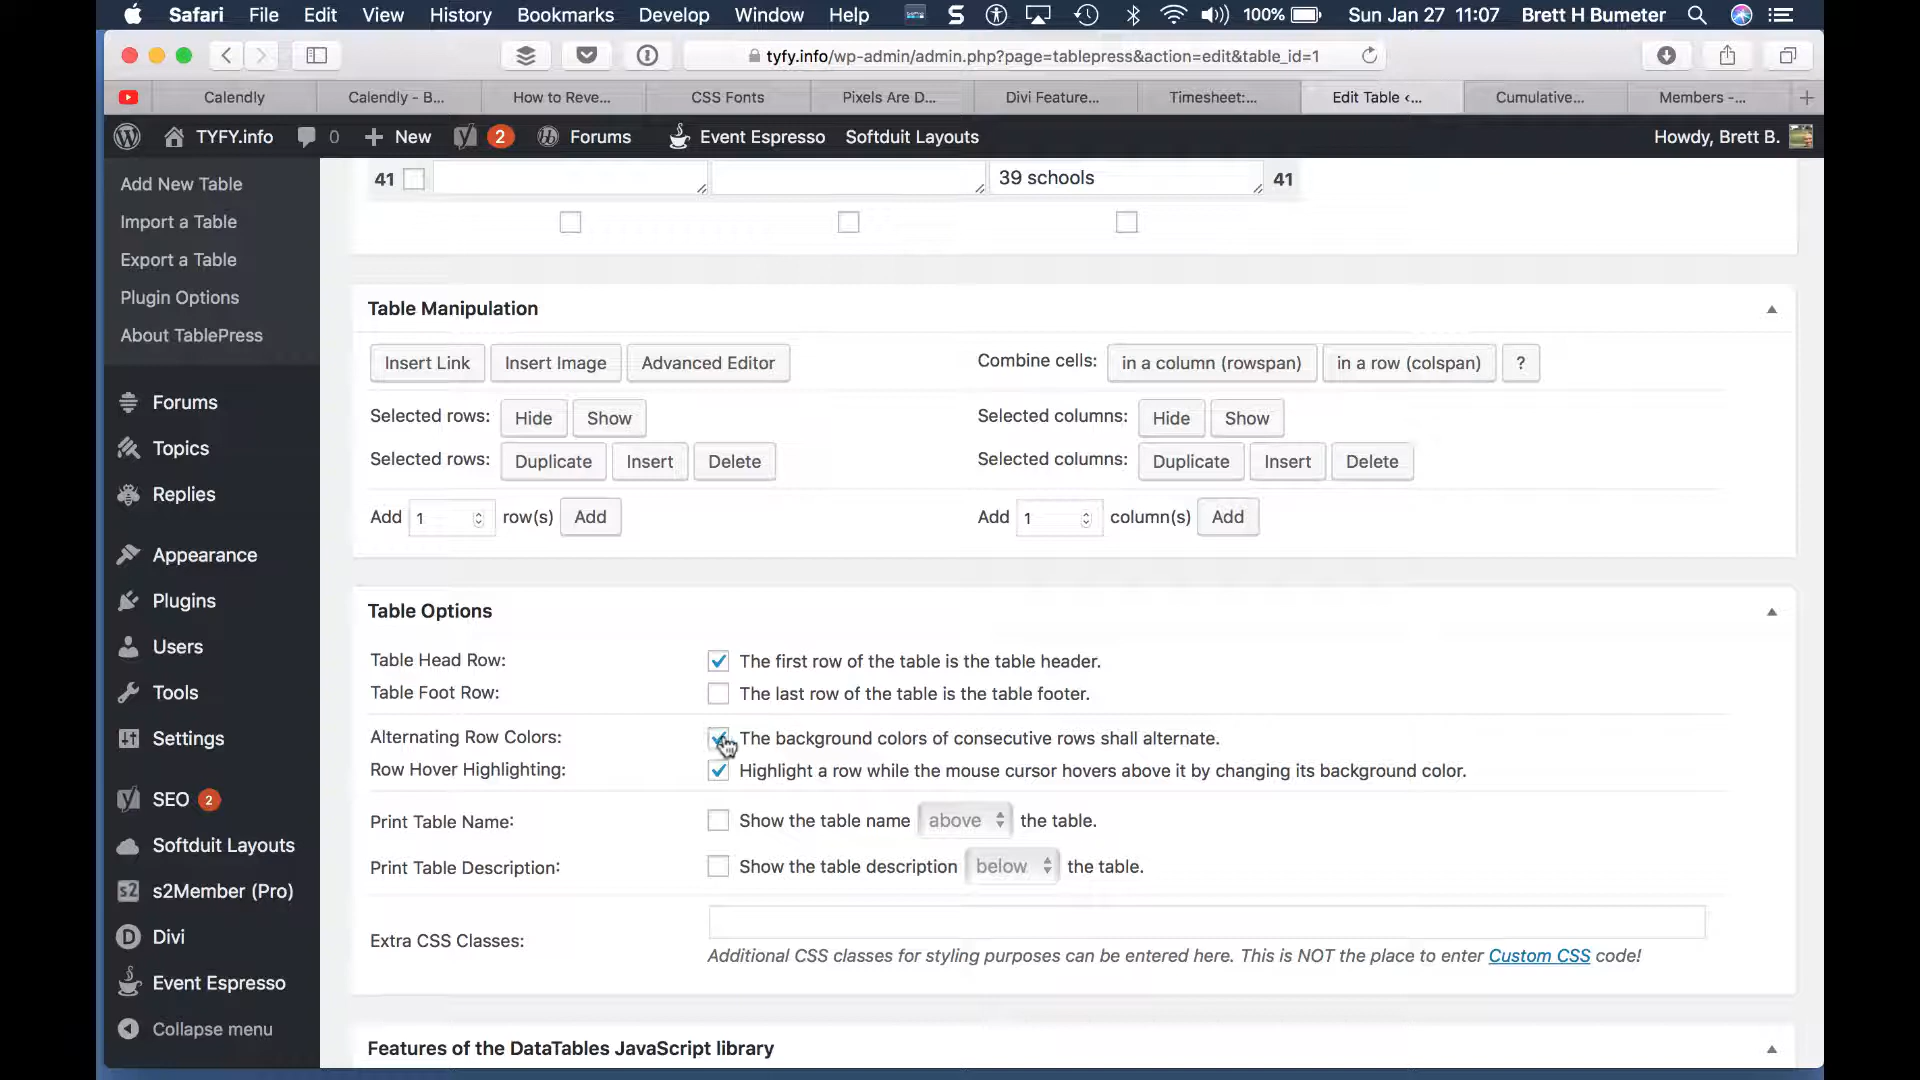 Safari File Edit View History Bookmarks Develop Window Help S 100% Sun Jan 27 11:07 Brett H Bumeter
tyfy.info/wp-admin/admin.php?page=tablepress&action=edit&table_id=1
Calendly Calendly - B... How to Reve... CSS Fonts Pixels Are D... Divi Feature... Timesheet:... Edit Table <... Cumulative... Members -... +
TYFY.info 0 + New 2 Forums Event Espresso Softduit Layouts Howdy, Brett B.
Add New Table
Import a Table
Export a Table
Plugin Options
About TablePress
Forums
Topics
Replies
Appearance
Plugins
Users
Tools
Settings
SEO 2
Softduit Layouts
s2 s2Member (Pro)
D Divi
Event Espresso
Collapse menu
41 39 schools 41
Table Manipulation
Insert Link Insert Image Advanced Editor Combine cells: in a column (rowspan) in a row (colspan) ?
Selected rows: Hide Show Selected columns: Hide Show
Selected rows: Duplicate Insert Delete Selected columns: Duplicate Insert Delete
Add 1 row(s) Add Add 1 column(s) Add
Table Options
Table Head Row: The first row of the table is the table header.
Table Foot Row: The last row of the table is the table footer.
Alternating Row Colors: The background colors of consecutive rows shall alternate.
Row Hover Highlighting: Highlight a row while the mouse cursor hovers above it by changing its background color.
Print Table Name: Show the table name above the table.
Print Table Description: Show the table description below the table.
Extra CSS Classes:
Additional CSS classes for styling purposes can be entered here. This is NOT the place to enter Custom CSS code!
Features of the DataTables JavaScript library